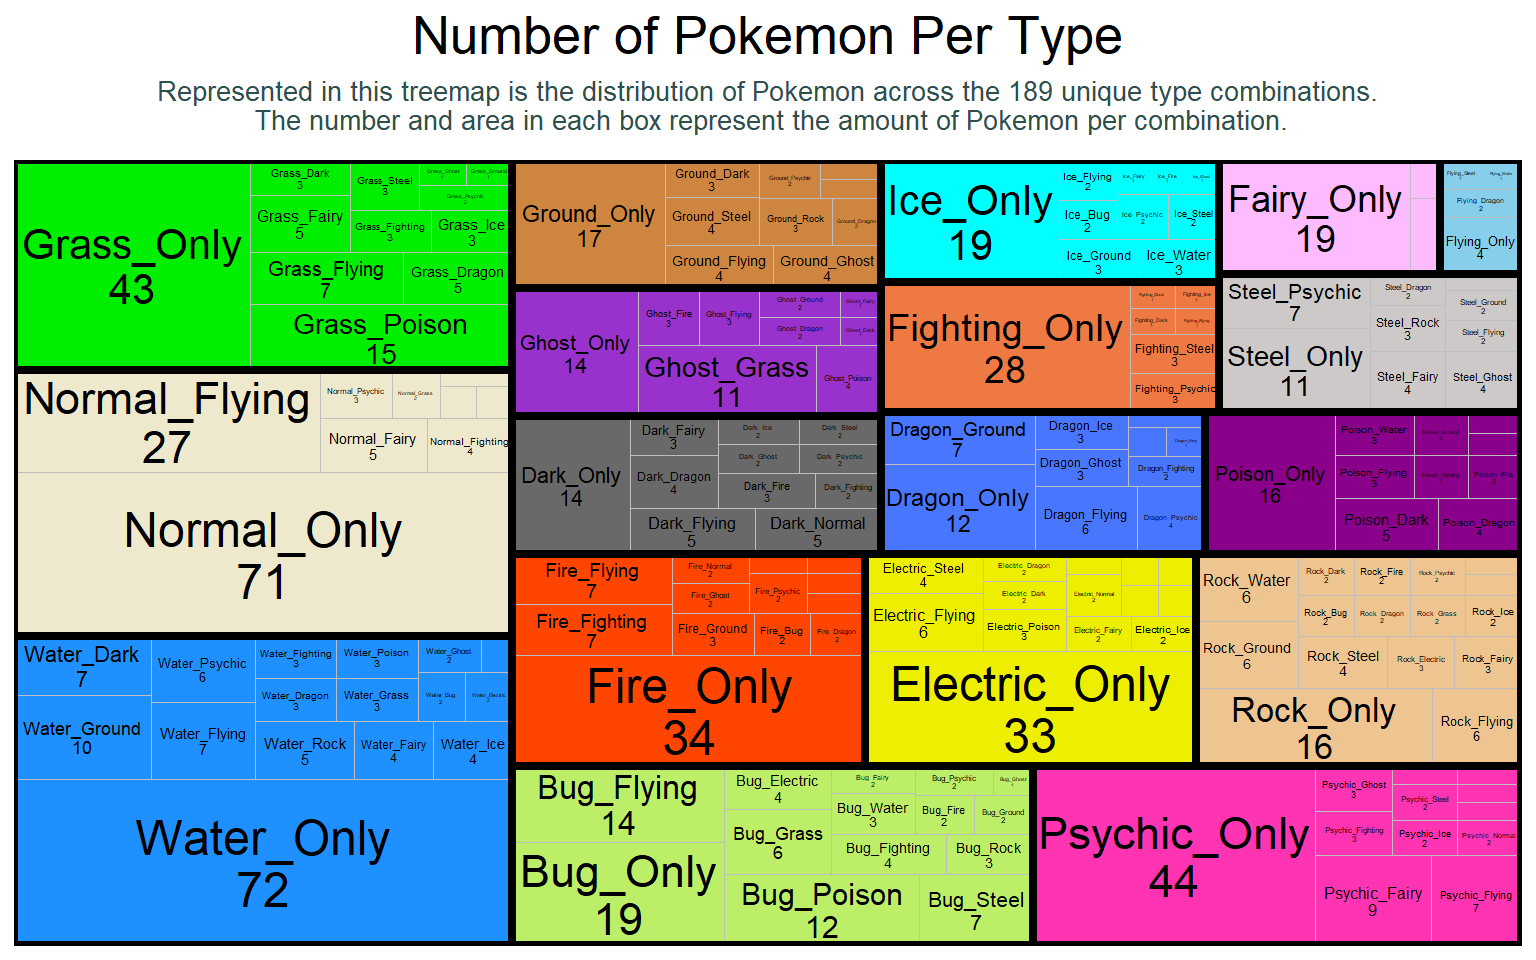 Number of Pokemon Per Type
Represented in this treemap is the distribution of Pokemon across the 189 unique type combinations.
The number and area in each box represent the amount of Pokemon per combination.
Grass_Only
43
Grass_Dark
3
Grass_Steel
3
Grass_Ghost
1
Grass_Ground
1
Grass_Psychic
2
Grass_Fairy
5
Grass_Fighting
3
Grass_Ice
3
Grass_Flying
7
Grass_Dragon
5
Grass_Poison
15
Normal_Flying
27
Normal_Psychic
3
Normal_Grass
2
Normal_Fairy
5
Normal_Fighting
4
Normal_Only
71
Water_Dark
7
Water_Psychic
6
Water_Fighting
3
Water_Poison
3
Water_Ghost
2
Water_Dragon
3
Water_Grass
3
Water_Bug
2
Water_Electric
2
Water_Ground
10
Water_Flying
7
Water_Rock
5
Water_Fairy
4
Water_Ice
4
Water_Only
72
Ground_Only
17
Ground_Dark
3
Ground_Psychic
2
Ground_Steel
4
Ground_Rock
3
Ground_Dragon
2
Ground_Flying
4
Ground_Ghost
4
Ghost_Only
14
Ghost_Fire
3
Ghost_Flying
3
Ghost_Ground
2
Ghost_Fairy
1
Ghost_Dragon
2
Ghost_Dark
1
Ghost_Grass
11
Ghost_Poison
4
Dark_Only
14
Dark_Fairy
3
Dark_Ice
2
Dark_Steel
2
Dark_Ghost
2
Dark_Psychic
2
Dark_Dragon
4
Dark_Fire
3
Dark_Fighting
2
Dark_Flying
5
Dark_Normal
5
Fire_Flying
7
Fire_Normal
2
Fire_Ghost
2
Fire_Psychic
2
Fire_Fighting
7
Fire_Ground
3
Fire_Bug
2
Fire_Dragon
2
Fire_Only
34
Bug_Flying
14
Bug_Electric
4
Bug_Fairy
2
Bug_Psychic
2
Bug_Ghost
1
Bug_Water
3
Bug_Fire
2
Bug_Ground
2
Bug_Grass
6
Bug_Fighting
4
Bug_Rock
3
Bug_Only
19
Bug_Poison
12
Bug_Steel
7
Ice_Only
19
Ice_Flying
2
Ice_Fairy
1
Ice_Fire
1
Ice_Ghost
1
Ice_Bug
2
Ice_Psychic
2
Ice_Steel
2
Ice_Ground
3
Ice_Water
3
Fighting_Only
28
Fighting_Ghost
1
Fighting_Ice
1
Fighting_Dark
1
Fighting_Flying
1
Fighting_Steel
3
Fighting_Psychic
3
Dragon_Ground
7
Dragon_Ice
3
Dragon_Ghost
3
Dragon_Fighting
2
Dragon_Only
12
Dragon_Flying
6
Dragon_Psychic
4
Electric_Steel
4
Electric_Dragon
2
Electric_Dark
2
Electric_Normal
2
Electric_Flying
6
Electric_Poison
3
Electric_Fairy
2
Electric_Ice
2
Electric_Only
33
Fairy_Only
19
Flying_Steel
1
Flying_Water
1
Flying_Dragon
2
Flying_Only
4
Steel_Psychic
7
Steel_Dragon
2
Steel_Ground
2
Steel_Rock
3
Steel_Flying
2
Steel_Only
11
Steel_Fairy
4
Steel_Ghost
4
Poison_Only
16
Poison_Water
3
Poison_Ground
2
Poison_Flying
3
Poison_Fighting
2
Poison_Fire
2
Poison_Dark
5
Poison_Dragon
4
Rock_Water
6
Rock_Dark
2
Rock_Fire
2
Rock_Psychic
2
Rock_Bug
2
Rock_Dragon
2
Rock_Grass
2
Rock_Ice
2
Rock_Ground
6
Rock_Steel
4
Rock_Electric
3
Rock_Fairy
3
Rock_Only
16
Rock_Flying
6
Psychic_Only
44
Psychic_Ghost
3
Psychic_Steel
2
Psychic_Fighting
3
Psychic_Ice
2
Psychic_Normal
2
Psychic_Fairy
9
Psychic_Flying
7